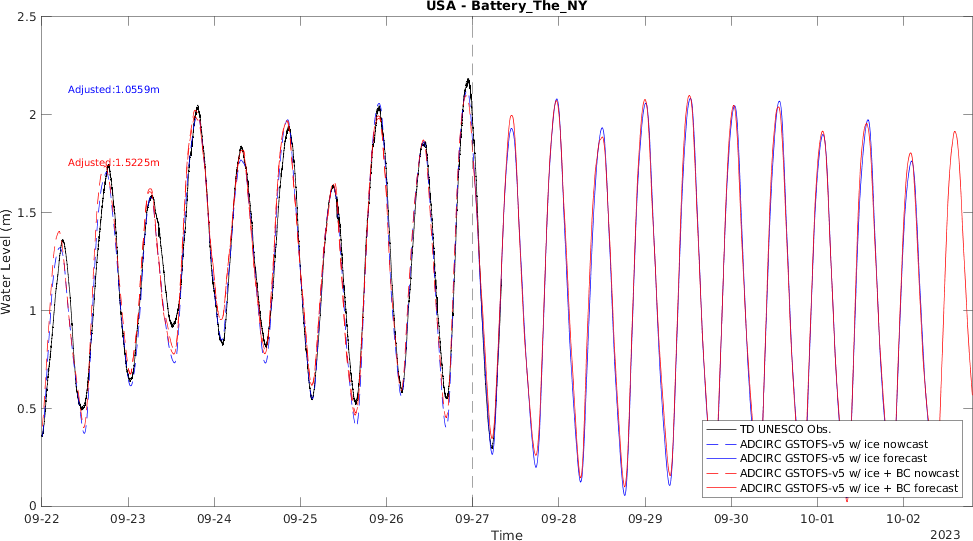 USA - Battery_The_NY
2.5
2
1.5
1
0.5
0
Water Level (m)
Adjusted:1.0559m
Adjusted:1.5225m
TD UNESCO Obs.
ADCIRC GSTOFS-v5 w/ ice nowcast
ADCIRC GSTOFS-v5 w/ ice forecast
ADCIRC GSTOFS-v5 w/ ice + BC nowcast
ADCIRC GSTOFS-v5 w/ ice + BC forecast
09-22 09-23 09-24 09-25 09-26 09-27 09-28 09-29 09-30 10-01 10-02
Time
2023